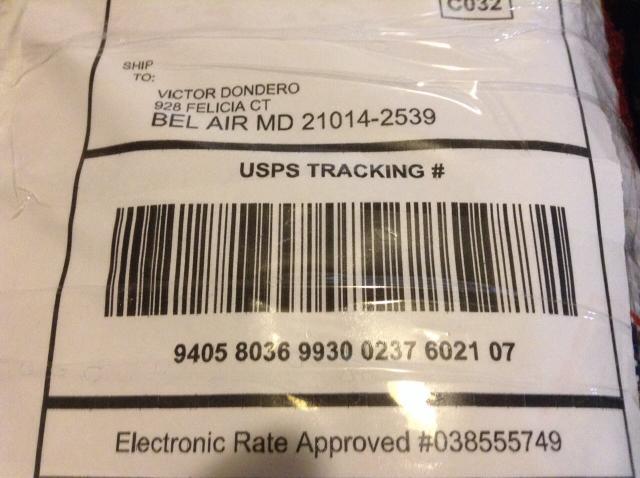 C032
SHIP
TO:
VICTOR DONDERO
928 FELICIA CT
BEL AIR MD 21014-2539
USPS TRACKING #
9405 8036 9930 0237 6021 07
Electronic Rate Approved #038555749